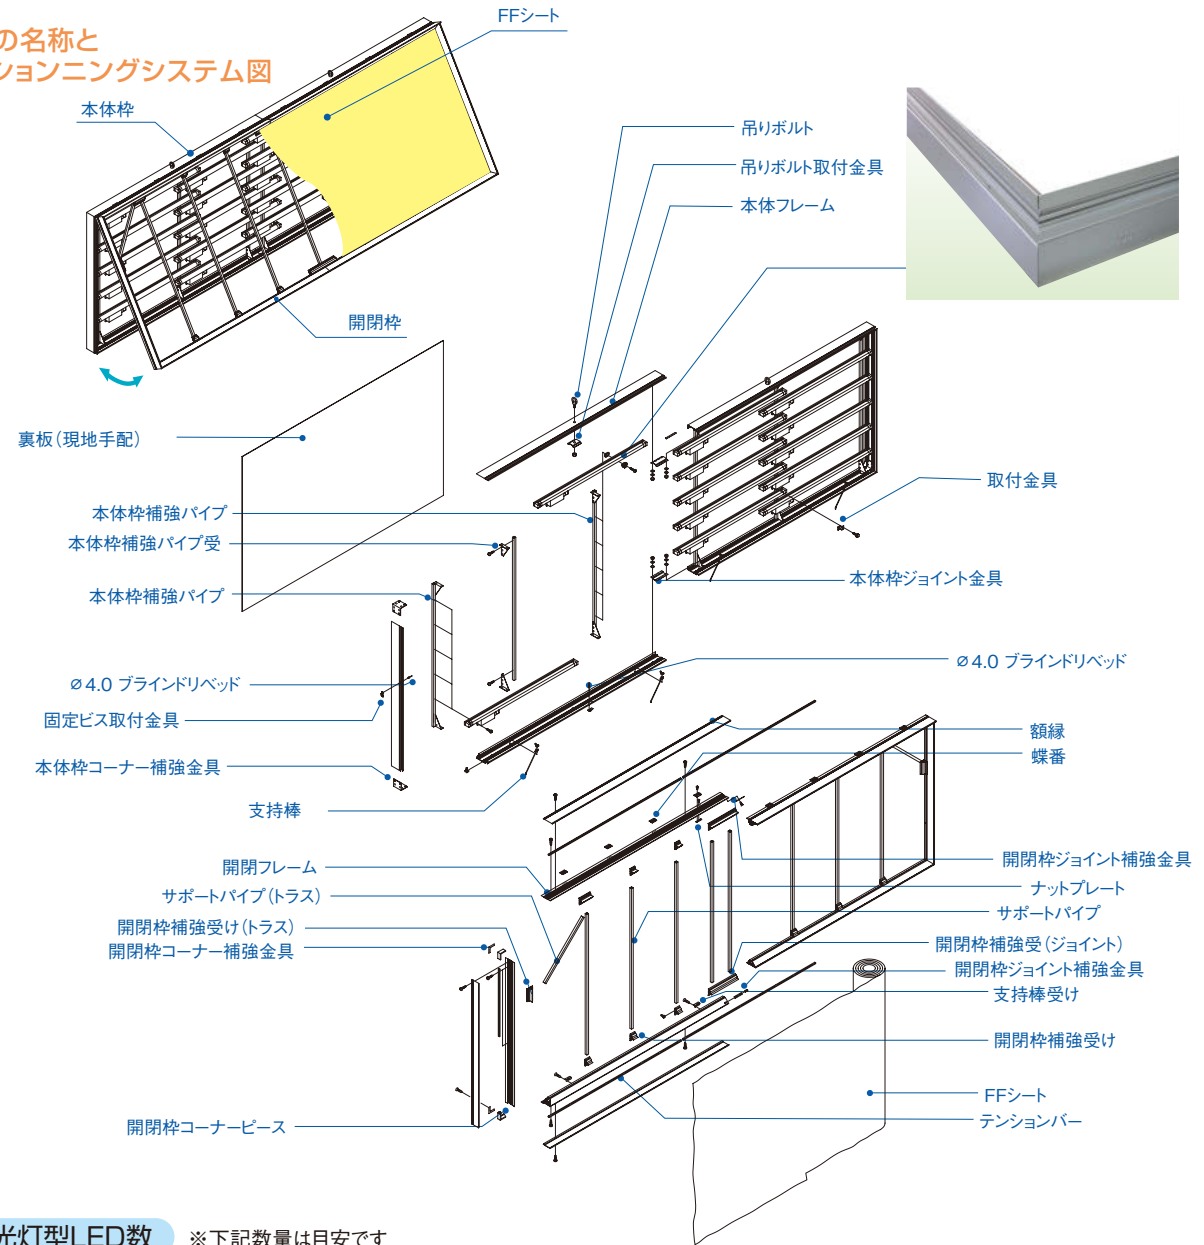 の名称と
ションニングシステム図
FFシート
本体枠
吊りボルト
吊りボルト取付金具
本体フレーム
開閉枠
裏板(現地手配)
取付金具
本体枠補強パイプ
本体枠補強パイプ受
本体枠ジョイント金具
本体枠補強パイプ
⌀4.0 ブラインドリベッド
⌀4.0 ブラインドリベッド
固定ビス取付金具
額縁
蝶番
本体枠コーナー補強金具
支持棒
開閉フレーム
開閉枠ジョイント補強金具
サポートパイプ(トラス)
ナットプレート
サポートパイプ
開閉枠補強受け(トラス)
開閉枠コーナー補強金具
開閉枠補強受(ジョイント)
開閉枠ジョイント補強金具
支持棒受け
開閉枠補強受け
FFシート
テンションバー
開閉枠コーナーピース
光灯型LED数
※下記数量は目安です